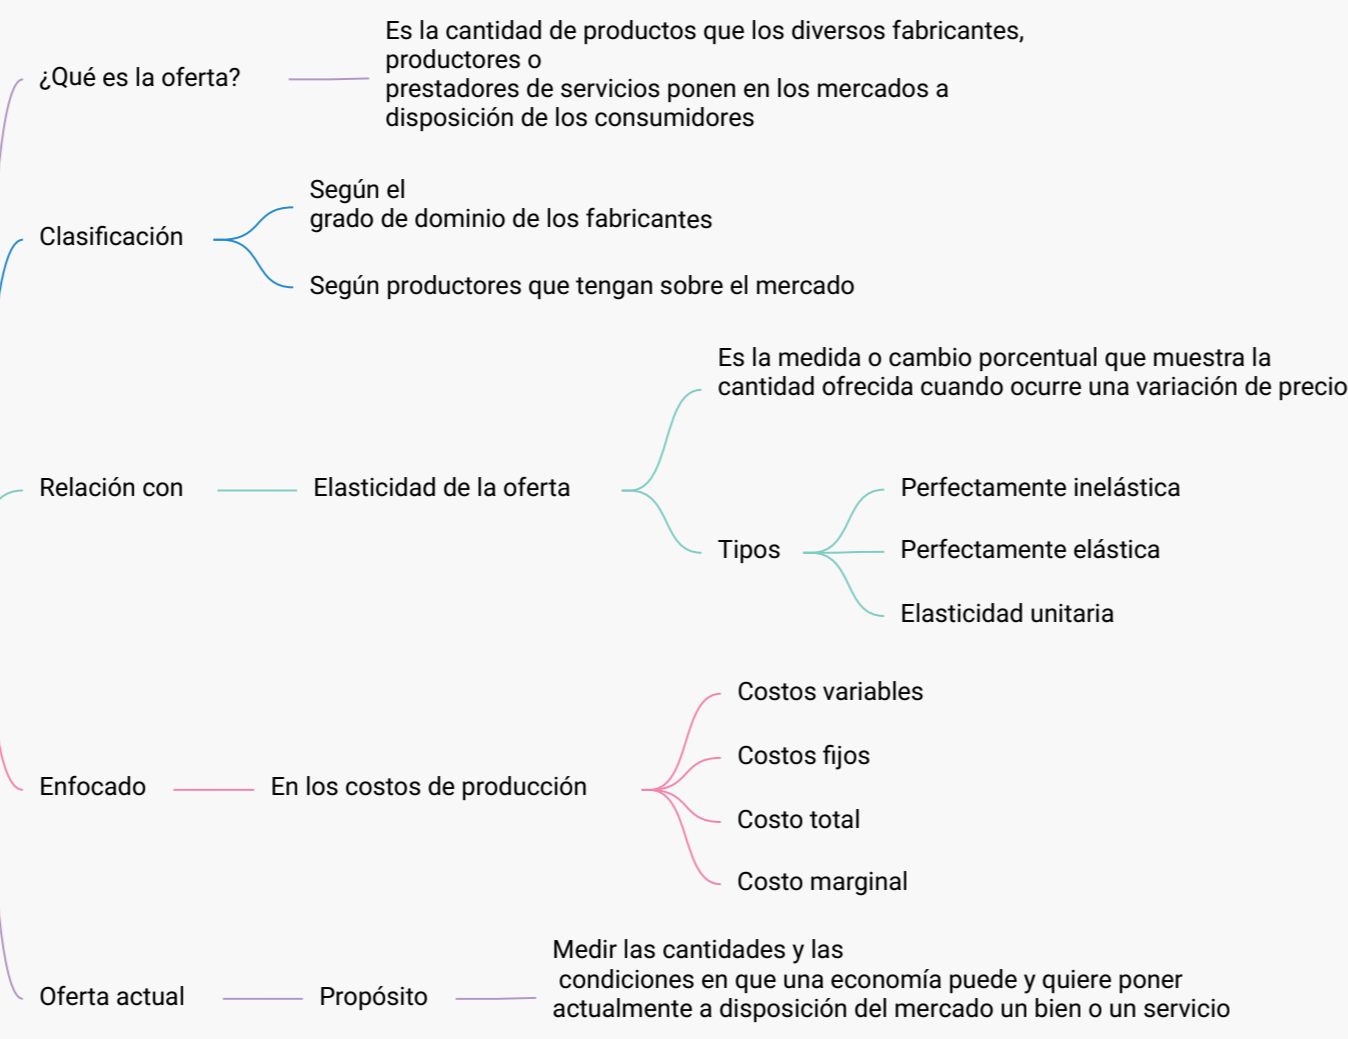 ¿Qué es la oferta?
Es la cantidad de productos que los diversos fabricantes,
productores o
prestadores de servicios ponen en los mercados a
disposición de los consumidores
Clasificación
Según el
grado de dominio de los fabricantes
Según productores que tengan sobre el mercado
Relación con
Elasticidad de la oferta
Es la medida o cambio porcentual que muestra la
cantidad ofrecida cuando ocurre una variación de precio
Tipos
Perfectamente inelástica
Perfectamente elástica
Elasticidad unitaria
Enfocado
En los costos de producción
Costos variables
Costos fijos
Costo total
Costo marginal
Oferta actual
Propósito
Medir las cantidades y las
condiciones en que una economía puede y quiere poner
actualmente a disposición del mercado un bien o un servicio